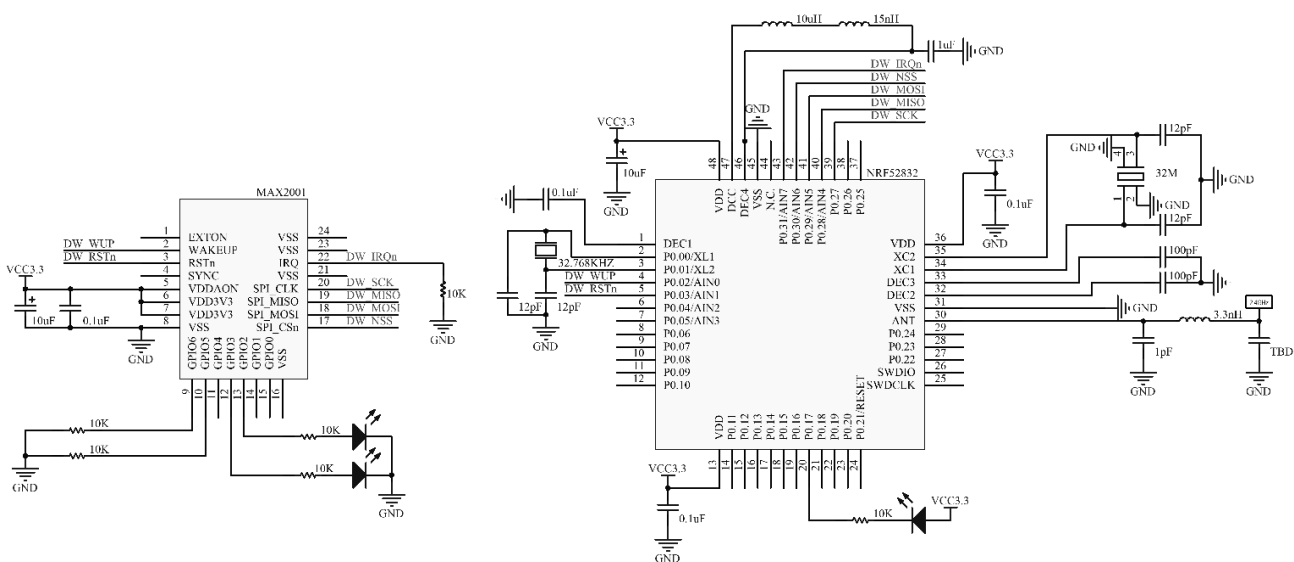 MAX2001
1 EXTON VSS 24
DW_WUP 2 WAKEUP VSS 23
DW_RSTn 3 RSTn IRQ 22 DW_IRQn
4 SYNC VSS 21
VCC3.3 5 VDDAON SPI_CLK 20 DW_SCK
6 VDD3V3 SPI_MISO 19 DW_MISO
7 VDD3V3 SPI_MOSI 18 DW_MOSI
8 VSS SPI_CSn 17 DW_NSS
+ 10uF 0.1uF
GND
10K
GND
GPIO6 GPIO5 GPIO4 GPIO3 GPIO2 GPIO1 GPIO0 VSS
9 10 11 12 13 14 15 16
10K 10K
10K 10K
GND GND
10uH 15nH
1uF GND
DW_IRQn
DW_NSS
DW_MOSI
DW_MISO
DW_SCK
GND
VCC3.3
+ 10uF
GND
NRF52832
48 47 46 45 44 43 42 41 40 39 38 37
VDD DCC DEC4 VSS N.C. P0.31/AIN7 P0.30/AIN6 P0.29/AIN5 P0.28/AIN4 P0.27 P0.26 P0.25
0.1uF
32.768KHZ
DW_WUP
DW_RSTn
12pF 12pF
GND
1 DEC1
2 P0.00/XL1
3 P0.01/XL2
4 P0.02/AIN0
5 P0.03/AIN1
6 P0.04/AIN2
7 P0.05/AIN3
8 P0.06
9 P0.07
10 P0.08
11 P0.09
12 P0.10
VDD 36
XC2 35
XC1 34
DEC3 33
DEC2 32
VSS 31
ANT 30
P0.24 29
P0.23 28
P0.22 27
SWDIO 26
SWDCLK 25
VDD P0.11 P0.12 P0.13 P0.14 P0.15 P0.16 P0.17 P0.18 P0.19 P0.20 P0.21/RESET
13 14 15 16 17 18 19 20 21 22 23 24
VCC3.3
0.1uF
GND
10K
VCC3.3
VCC3.3
0.1uF
GND
GND 4 3
32M
1 2 GND
12pF
GND
12pF
100pF
100pF
GND
3.3nH
1pF
GND
TBD
GND